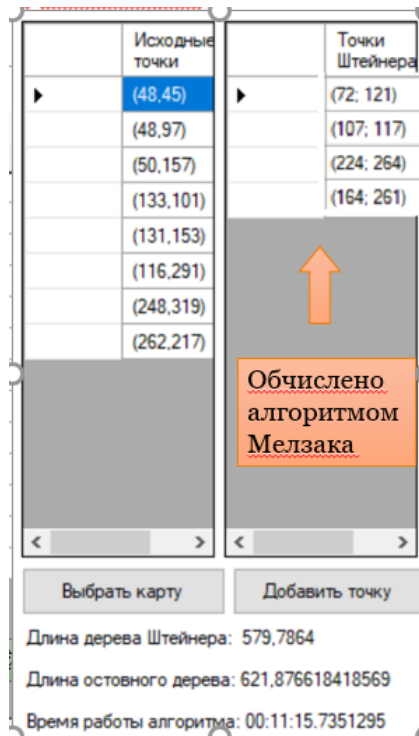 Исходные точки
(48,45)
(48,97)
(50,157)
(133,101)
(131,153)
(116,291)
(248,319)
(262,217)
Точки Штейнера
(72; 121)
(107; 117)
(224; 264)
(164; 261)
Обчислено
алгоритмом
Мелзака
Выбрать карту
Добавить точку
Длина дерева Штейнера: 579,7864
Длина остовного дерева: 621,876618418569
Время работы алгоритма: 00:11:15.7351295